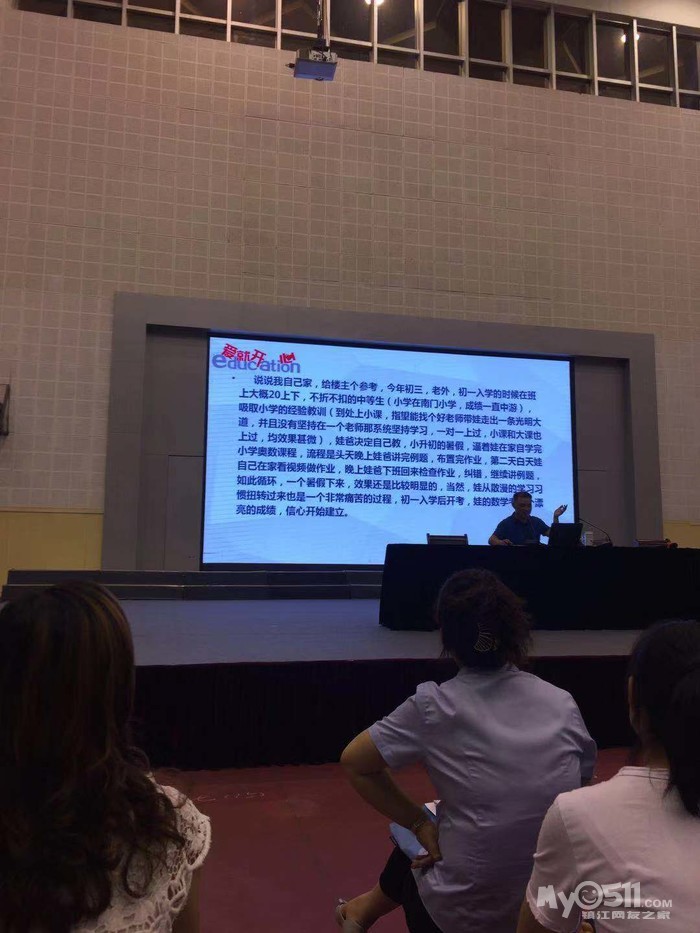 爱就开心
education
说说我自己家，给楼主个参考，今年初三，老外，初一入学的时候在班
上大概20上下，不折不扣的中等生（小学在南门小学，成绩一直中游），
吸取小学的经验教训（到处上小课，指望能找个好老师带娃走出一条光明大
道，并且没有坚持在一个老师那系统坚持学习，一对一上过，小课和大课也
上过，均效果甚微），娃爸决定自己教，小升初的暑假，逼着娃在家自学完
小学奥数课程，流程是头天晚上娃爸讲完例题，布置完作业，第二天白天娃
自己在家看视频做作业，晚上娃爸下班回来检查作业，纠错，继续讲例题，
如此循环，一个暑假下来，效果还是比较明显的，当然，娃从散漫的学习习
惯扭转过来也是一个非常痛苦的过程，初一入学后开考，娃的数学 个漂
亮的成绩，信心开始建立。
My0511.COM
镇江网友之家